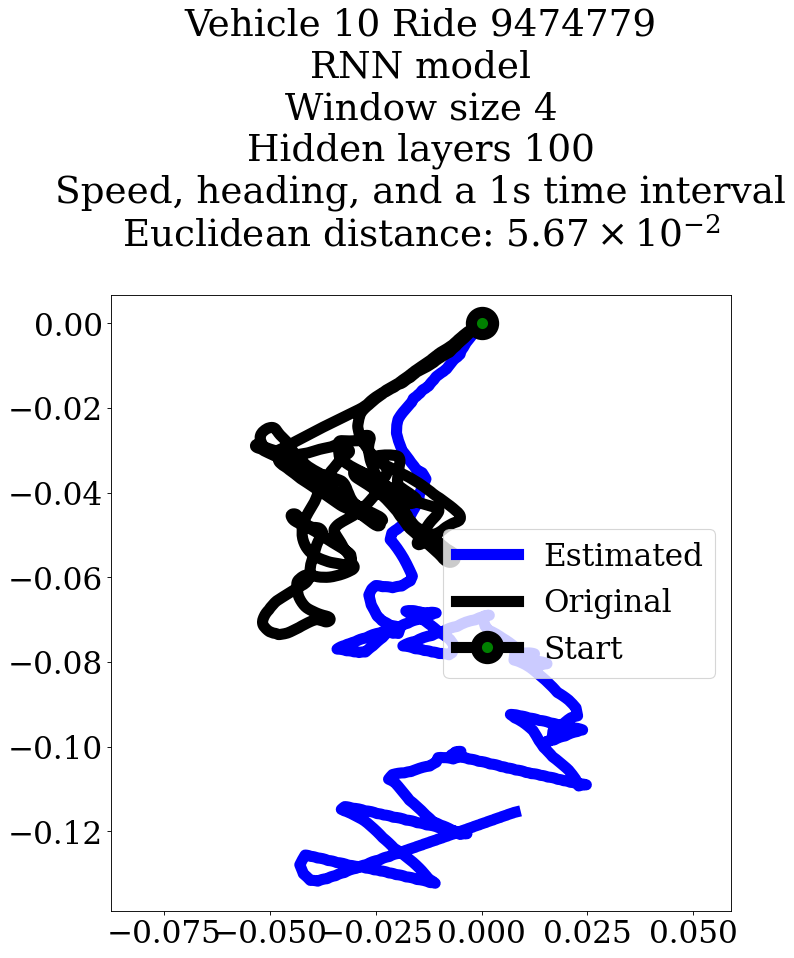 Vehicle 10 Ride 9474779
RNN model
Window size 4
Hidden layers 100
Speed, heading, and a 1s time interval
Euclidean distance: 5.67 × 10⁻²
0.00
−0.02
−0.04
−0.06
−0.08
−0.10
−0.12
Estimated
Original
Start
−0.075 −0.050 −0.025 0.000 0.025 0.050